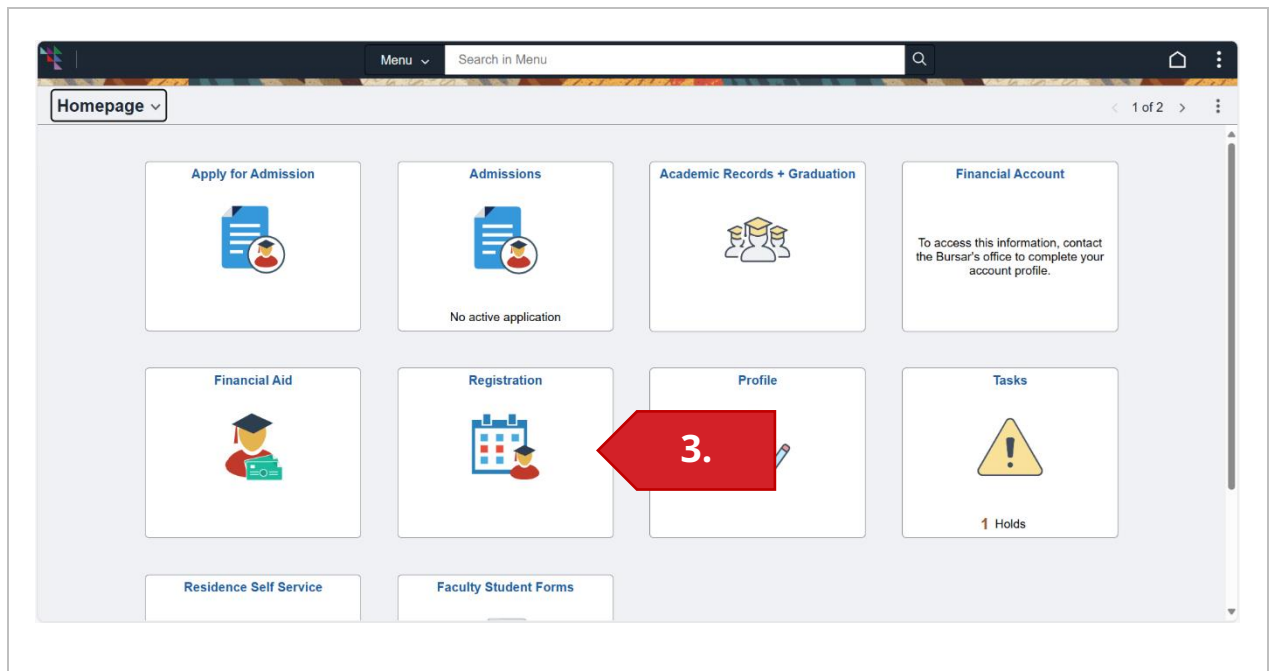 Menu
Search in Menu
Homepage
1 of 2
Apply for Admission
Admissions
No active application
Academic Records + Graduation
Financial Account
To access this information, contact
the Bursar's office to complete your
account profile.
Financial Aid
Registration
3.
Profile
Tasks
1 Holds
Residence Self Service
Faculty Student Forms